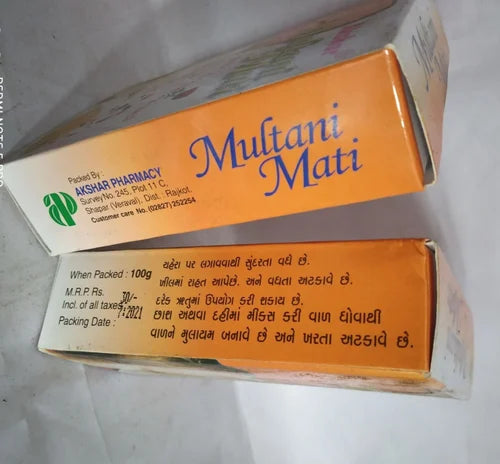 Multani
Mati
Packed By :
AKSHAR PHARMACY
Survey No. 245, Plot 11 C,
Shapar (Veraval), Dist. : Rajkot.
Customer care No. (02827) 252254
When Packed : 100g
M.R.P. Rs. 30/-
Incl. of all taxes
Packing Date : 7-2021
ચહેરા પર લગાવવાથી સુંદરતા વધે છે.
ખીલમાં રાહત આપેછે. અને વધતા અટકાવે છે.
દરેક ઋતુમાં ઉપયોગ કરી શકાય છે.
છાશ અથવા દહીમાં મીક્સ કરી વાળ ધોવાથી
વાળને મુલાયમ બનાવે છે અને ખરતા અટકાવે છે.